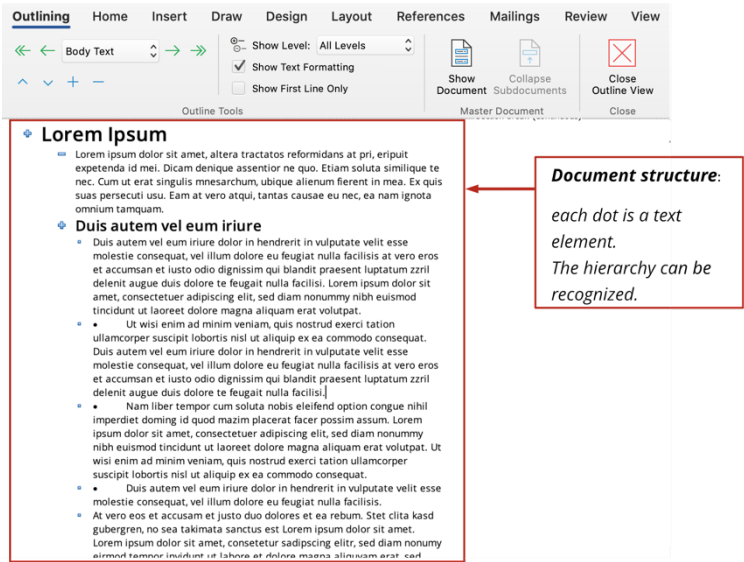 Outlining Home Insert Draw Design Layout References Mailings Review View
Body Text
Show Level: All Levels
Show Text Formatting
Show First Line Only
Outline Tools
Show
Document
Collapse
Subdocuments
Master Document
Close
Outline View
Close
Lorem Ipsum
Lorem ipsum dolor sit amet, altera tractatos reformidans at pri, eripuit
expetenda id mei. Dicam denique assentior ne quo. Etiam soluta similique te
nec. Cum ut erat singulis mnesarchum, ubique alienum fierent in mea. Ex quis
suas persecuti usu. Eam at vero atqui, tantas causae eu nec, ea nam ignota
omnium tamquam.
Duis autem vel eum iriure
Duis autem vel eum iriure dolor in hendrerit in vulputate velit esse
molestie consequat, vel illum dolore eu feugiat nulla facilisis at vero eros
et accumsan et iusto odio dignissim qui blandit praesent luptatum zzril
delenit augue duis dolore te feugait nulla facilisi. Lorem ipsum dolor sit
amet, consectetuer adipiscing elit, sed diam nonummy nibh euismod
tincidunt ut laoreet dolore magna aliquam erat volutpat.
• Ut wisi enim ad minim veniam, quis nostrud exerci tation
ullamcorper suscipit lobortis nisl ut aliquip ex ea commodo consequat.
Duis autem vel eum iriure dolor in hendrerit in vulputate velit esse
molestie consequat, vel illum dolore eu feugiat nulla facilisis at vero eros
et accumsan et iusto odio dignissim qui blandit praesent luptatum zzril
delenit augue duis dolore te feugait nulla facilisi.
• Nam liber tempor cum soluta nobis eleifend option congue nihil
imperdiet doming id quod mazim placerat facer possim assum. Lorem
ipsum dolor sit amet, consectetuer adipiscing elit, sed diam nonummy
nibh euismod tincidunt ut laoreet dolore magna aliquam erat volutpat. Ut
wisi enim ad minim veniam, quis nostrud exerci tation ullamcorper
suscipit lobortis nisl ut aliquip ex ea commodo consequat.
• Duis autem vel eum iriure dolor in hendrerit in vulputate velit esse
molestie consequat, vel illum dolore eu feugiat nulla facilisis.
At vero eos et accusam et justo duo dolores et ea rebum. Stet clita kasd
gubergren, no sea takimata sanctus est Lorem ipsum dolor sit amet.
Lorem ipsum dolor sit amet, consetetur sadipscing elitr, sed diam nonumy
eirmod tempor invidunt ut labore et dolore magna aliquyam erat, sed
Document structure:
each dot is a text
element.
The hierarchy can be
recognized.